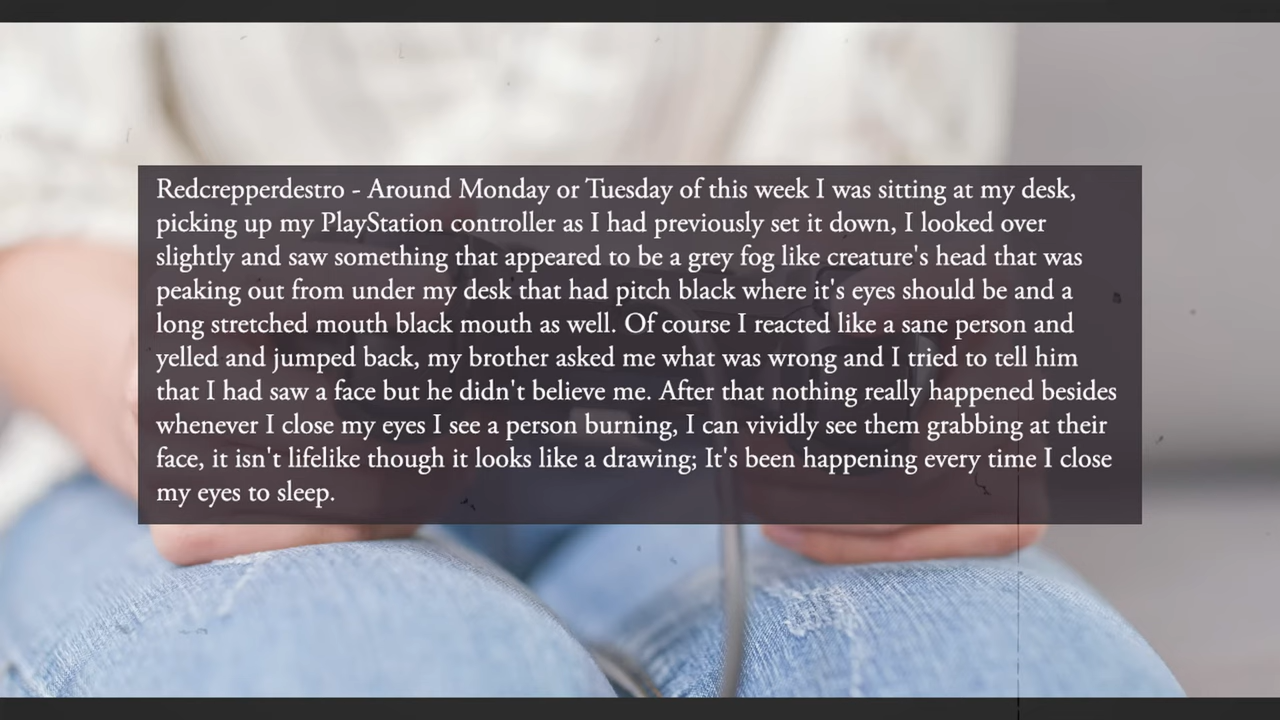 Redcrepperdestro - Around Monday or Tuesday of this week I was sitting at my desk,
picking up my PlayStation controller as I had previously set it down, I looked over
slightly and saw something that appeared to be a grey fog like creature's head that was
peaking out from under my desk that had pitch black where it's eyes should be and a
long stretched mouth black mouth as well. Of course I reacted like a sane person and
yelled and jumped back, my brother asked me what was wrong and I tried to tell him
that I had saw a face but he didn't believe me. After that nothing really happened besides
whenever I close my eyes I see a person burning, I can vividly see them grabbing at their
face, it isn't lifelike though it looks like a drawing; It's been happening every time I close
my eyes to sleep.